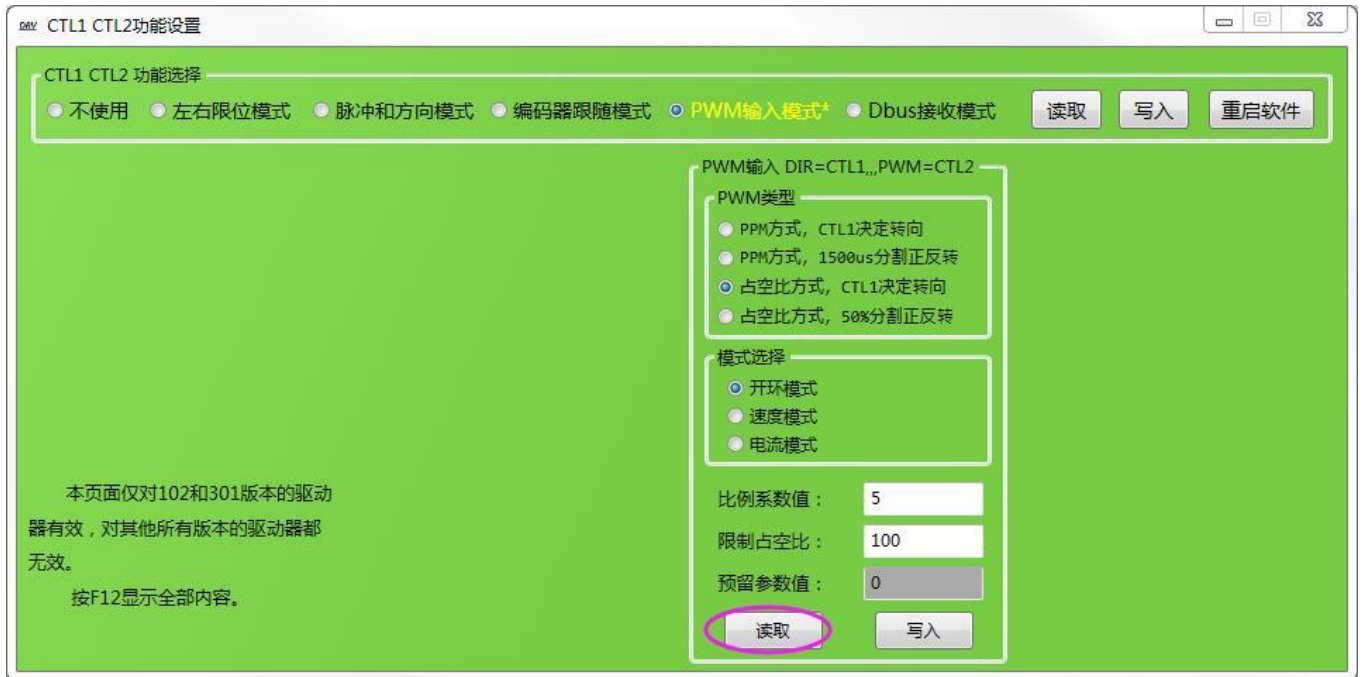 CTL1 CTL2功能设置
CTL1 CTL2 功能选择
不使用 左右限位模式 脉冲和方向模式 编码器跟随模式 PWM输入模式* Dbus接收模式 读取 写入 重启软件
PWM输入 DIR=CTL1,,,PWM=CTL2
PWM类型
PPM方式, CTL1决定转向
PPM方式, 1500us分割正反转
占空比方式, CTL1决定转向
占空比方式, 50%分割正反转
模式选择
开环模式
速度模式
电流模式
比例系数值： 5
限制占空比： 100
预留参数值： 0
读取 写入
本页面仅对102和301版本的驱动
器有效，对其他所有版本的驱动器都
无效。
按F12显示全部内容。